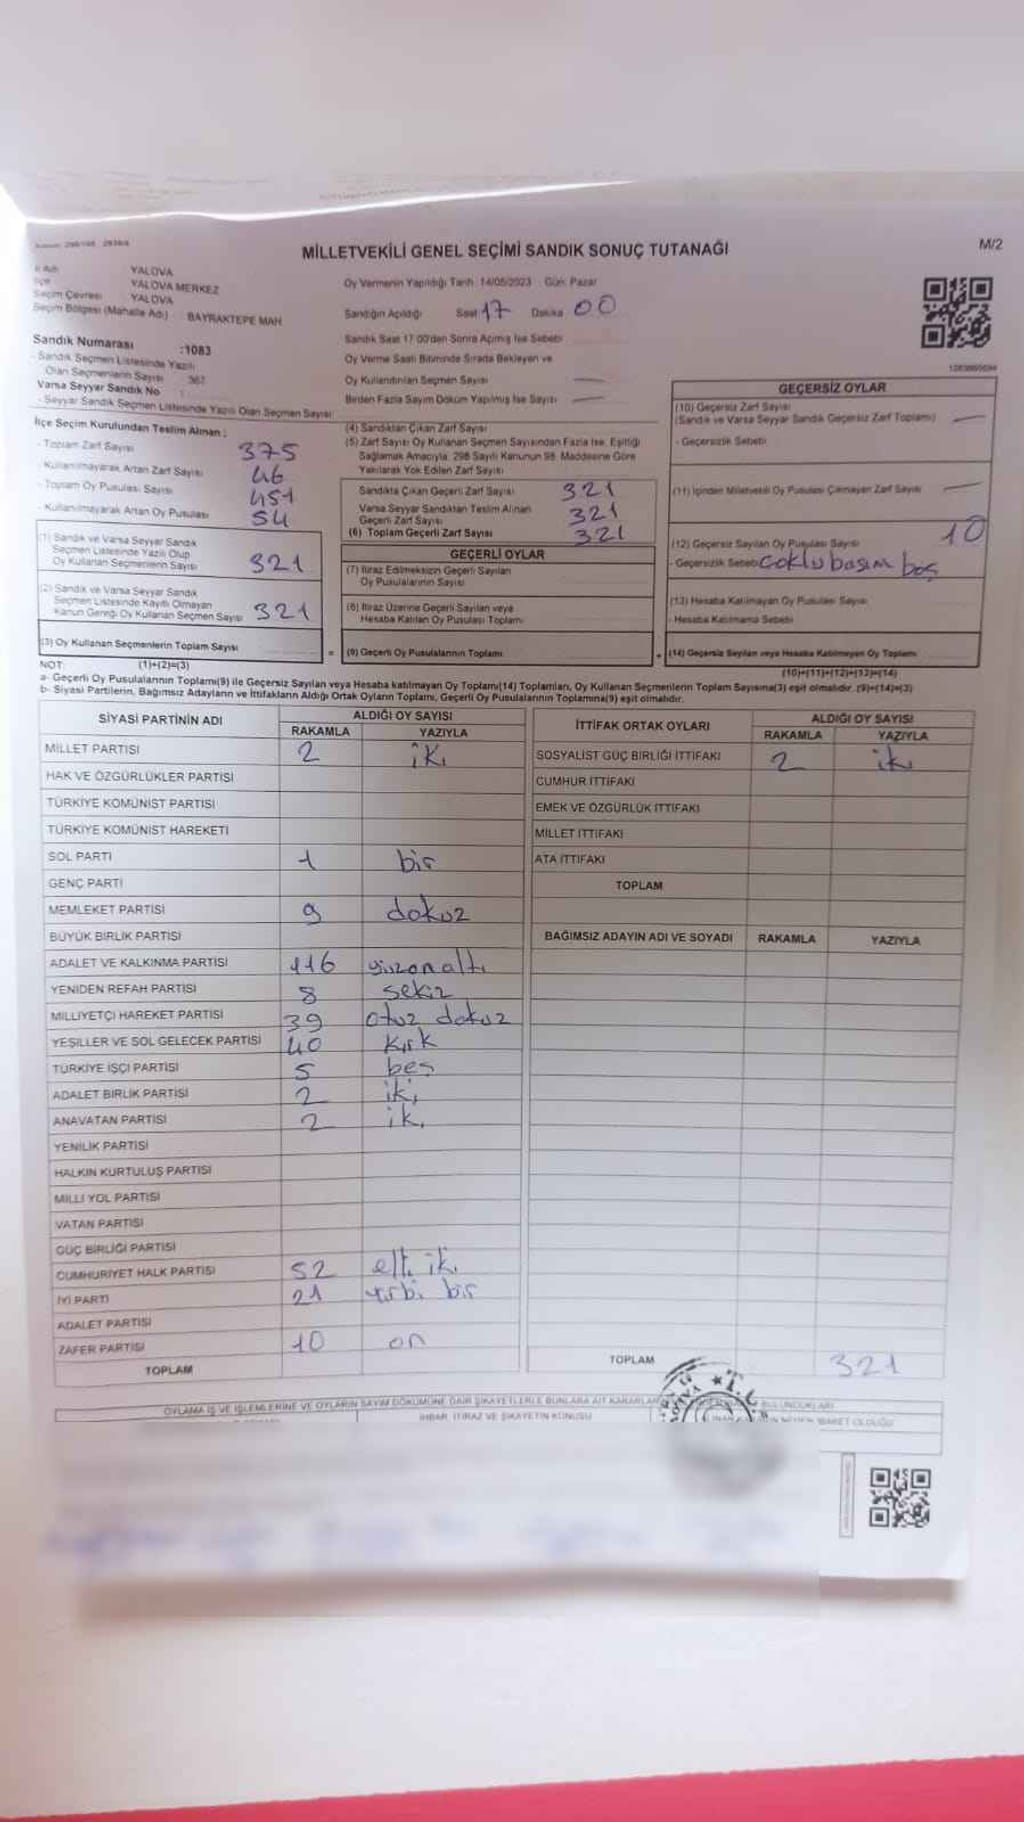 MİLLETVEKİLİ GENEL SEÇİMİ SANDIK SONUÇ TUTANAĞI
M/2
YALOVA
YALOVA MERKEZ
Seçim Çevresi YALOVA
Seçim Bölgesi (Mahalle Adı) : BAYRAKTEPE MAH
Sandık Numarası :1083
- Sandık Seçmen Listesinde Yazılı
Olan Seçmenlerin Sayısı 367
Varsa Seyyar Sandık No
- Seyyar Sandık Seçmen Listesinde Yazılı Olan Seçmen Sayısı
Oy Vermenin Yapıldığı Tarih: 14/05/2023 Gün: Pazar
Sandığın Açıldığı Saat 17 Dakika 00
Sandık Saat 17:00'den Sonra Açılmış İse Sebebi
Oy Verme Saati Bitiminde Sırada Bekleyen ve
Oy Kullandırılan Seçmen Sayısı —
Birden Fazla Sayım Döküm Yapılmış İse Sayısı —
İlçe Seçim Kurulundan Teslim Alınan ;
- Toplam Zarf Sayısı 375
- Kullanılmayarak Artan Zarf Sayısı 46
- Toplam Oy Pusulası Sayısı 451
- Kullanılmayarak Artan Oy Pusulası 54
(1) Sandık ve Varsa Seyyar Sandık
Seçmen Listesinde Yazılı Olup
Oy Kullanan Seçmenlerin Sayısı 321
(2) Sandık ve Varsa Seyyar Sandık
Seçmen Listesinde Kayıtlı Olmayan
Kanun Gereği Oy Kullanan Seçmen Sayısı 321
(3) Oy Kullanan Seçmenlerin Toplam Sayısı
(1)+(2)=(3)
(4) Sandıktan Çıkan Zarf Sayısı
(5) Zarf Sayısı Oy Kullanan Seçmen Sayısından Fazla İse, Eşitliği
Sağlamak Amacıyla, 298 Sayılı Kanunun 98. Maddesine Göre
Yakılarak Yok Edilen Zarf Sayısı
Sandıkta Çıkan Geçerli Zarf Sayısı 321
Varsa Seyyar Sandıktan Teslim Alınan
Geçerli Zarf Sayısı 321
(6) Toplam Geçerli Zarf Sayısı 321
GEÇERLİ OYLAR
(7) İtiraz Edilmeksizin Geçerli Sayılan
Oy Pusulalarının Sayısı
(8) İtiraz Üzerine Geçerli Sayılan veya
Hesaba Katılan Oy Pusulası Toplamı
= (9) Geçerli Oy Pusulalarının Toplamı
GEÇERSİZ OYLAR
(10) Geçersiz Zarf Sayısı
(Sandık ve Varsa Seyyar Sandık Geçersiz Zarf Toplamı) —
- Geçersizlik Sebebi
(11) İçinden Milletvekili Oy Pusulası Çıkmayan Zarf Sayısı —
(12) Geçersiz Sayılan Oy Pusulası Sayısı 10
- Geçersizlik Sebebi çoklu basım boş
(13) Hesaba Katılmayan Oy Pusulası Sayısı
- Hesaba Katılmama Sebebi
+ (14) Geçersiz Sayılan veya Hesaba Katılmayan Oy Toplamı
(10)+(11)+(12)+(13)=(14)
NOT:
a- Geçerli Oy Pusulalarının Toplamı(9) ile Geçersiz Sayılan veya Hesaba katılmayan Oy Toplamı(14) Toplamları, Oy Kullanan Seçmenlerin Toplam Sayısına(3) eşit olmalıdır. (9)+(14)=(3)
b- Siyasi Partilerin, Bağımsız Adayların ve İttifakların Aldığı Ortak Oyların Toplamı, Geçerli Oy Pusulalarının Toplamına(9) eşit olmalıdır.
SİYASİ PARTİNİN ADI
ALDIĞI OY SAYISI
RAKAMLA YAZIYLA
MİLLET PARTİSİ 2 iki
HAK VE ÖZGÜRLÜKLER PARTİSİ
TÜRKİYE KOMÜNİST PARTİSİ
TÜRKİYE KOMÜNİST HAREKETİ
SOL PARTİ 1 bir
GENÇ PARTİ
MEMLEKET PARTİSİ 9 dokuz
BÜYÜK BİRLİK PARTİSİ
ADALET VE KALKINMA PARTİSİ 116 yüzonaltı
YENİDEN REFAH PARTİSİ 8 sekiz
MİLLİYETÇİ HAREKET PARTİSİ 39 otuz dokuz
YEŞİLLER VE SOL GELECEK PARTİSİ 40 Kırk
TÜRKİYE İŞÇİ PARTİSİ 5 beş
ADALET BİRLİK PARTİSİ 2 iki
ANAVATAN PARTİSİ 2 iki
YENİLİK PARTİSİ
HALKIN KURTULUŞ PARTİSİ
MİLLİ YOL PARTİSİ
VATAN PARTİSİ
GÜÇ BİRLİĞİ PARTİSİ
CUMHURİYET HALK PARTİSİ 52 elli iki
İYİ PARTİ 21 yirbi bir
ADALET PARTİSİ
ZAFER PARTİSİ 10 on
TOPLAM
İTTİFAK ORTAK OYLARI
ALDIĞI OY SAYISI
RAKAMLA YAZIYLA
SOSYALİST GÜÇ BİRLİĞİ İTTİFAKI 2 iki
CUMHUR İTTİFAKI
EMEK VE ÖZGÜRLÜK İTTİFAKI
MİLLET İTTİFAKI
ATA İTTİFAKI
TOPLAM
BAĞIMSIZ ADAYIN ADI VE SOYADI RAKAMLA YAZIYLA
TOPLAM 321
OYLAMA İŞ VE İŞLEMLERİNE VE OYLARIN SAYIM DÖKÜMÜNE DAİR ŞİKAYETLERLE BUNLARA AİT KARARLAR
İHBAR, İTİRAZ VE ŞİKAYETİN KONUSU
T.C.